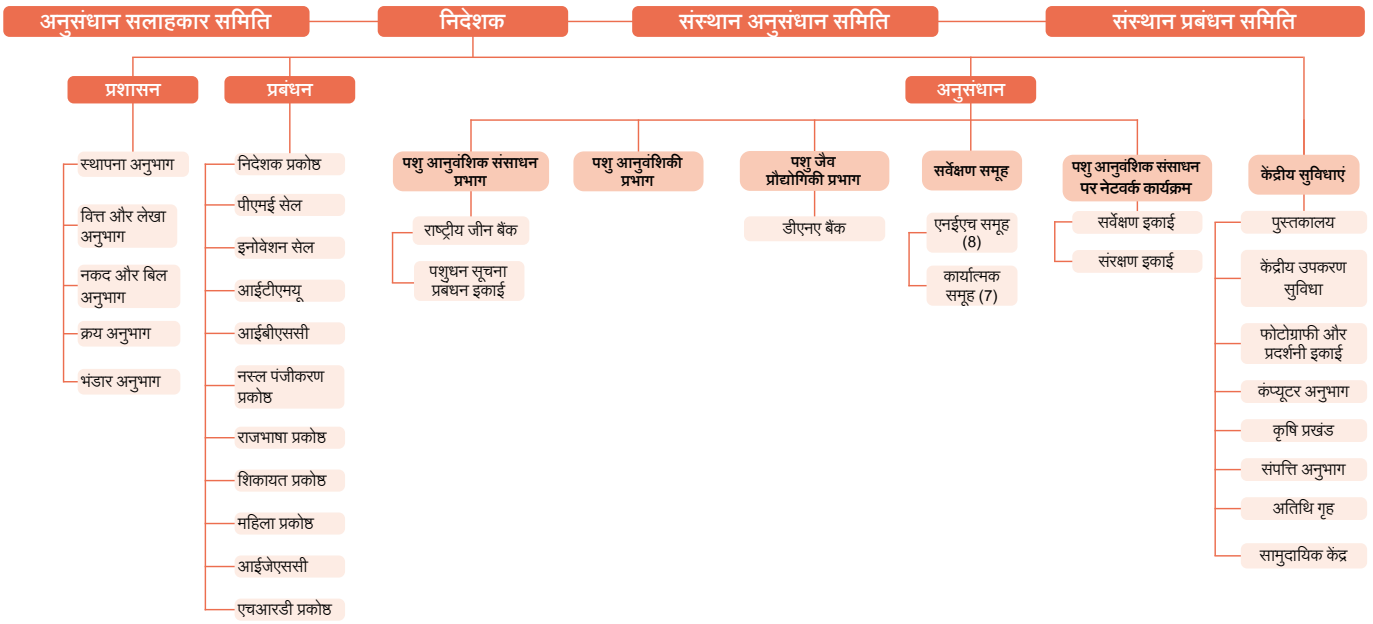 अनुसंधान सलाहकार समिति
निदेशक
संस्थान अनुसंधान समिति
संस्थान प्रबंधन समिति
प्रशासन
स्थापना अनुभाग
वित्त और लेखा
अनुभाग
नकद और बिल
अनुभाग
क्रय अनुभाग
भंडार अनुभाग
प्रबंधन
निदेशक प्रकोष्ठ
पीएमई सेल
इनोवेशन सेल
आईटीएमयू
आईबीएससी
नस्ल पंजीकरण
प्रकोष्ठ
राजभाषा प्रकोष्ठ
शिकायत प्रकोष्ठ
महिला प्रकोष्ठ
आईजेएससी
एचआरडी प्रकोष्ठ
अनुसंधान
पशु आनुवंशिक संसाधन
प्रभाग
राष्ट्रीय जीन बैंक
पशुधन सूचना
प्रबंधन इकाई
पशु आनुवंशिकी
प्रभाग
पशु जैव
प्रौद्योगिकी प्रभाग
डीएनए बैंक
सर्वेक्षण समूह
एनईएच समूह
(8)
कार्यात्मक
समूह (7)
पशु आनुवंशिक संसाधन
पर नेटवर्क कार्यक्रम
सर्वेक्षण इकाई
संरक्षण इकाई
केंद्रीय सुविधाएं
पुस्तकालय
केंद्रीय उपकरण
सुविधा
फोटोग्राफी और
प्रदर्शनी इकाई
कंप्यूटर अनुभाग
कृषि प्रखंड
संपत्ति अनुभाग
अतिथि गृह
सामुदायिक केंद्र